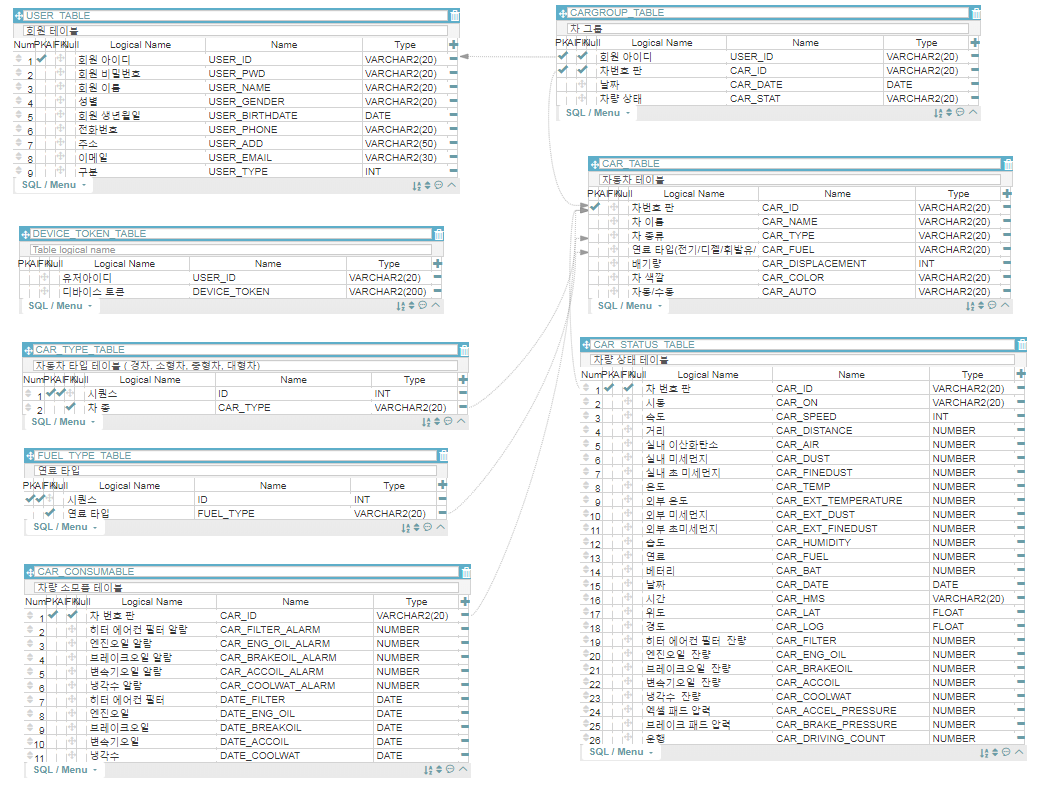 USER_TABLE
회원 테이블
Num PK AI FK Null Logical Name Name Type
1 회원 아이디 USER_ID VARCHAR2(20)
2 회원 비밀번호 USER_PWD VARCHAR2(20)
3 회원 이름 USER_NAME VARCHAR2(20)
4 성별 USER_GENDER VARCHAR2(20)
5 회원 생년월일 USER_BIRTHDATE DATE
6 전화번호 USER_PHONE VARCHAR2(20)
7 주소 USER_ADD VARCHAR2(50)
8 이메일 USER_EMAIL VARCHAR2(30)
9 구분 USER_TYPE INT
SQL / Menu
DEVICE_TOKEN_TABLE
Table logical name
PK AI FK Null Logical Name Name Type
유저아이디 USER_ID VARCHAR2(20)
디바이스 토큰 DEVICE_TOKEN VARCHAR2(200)
SQL / Menu
CAR_TYPE_TABLE
자동차 타입 테이블 ( 경차, 소형차, 중형차, 대형차)
Num PK AI FK Null Logical Name Name Type
1 시퀀스 ID INT
2 차 종 CAR_TYPE VARCHAR2(20)
SQL / Menu
FUEL_TYPE_TABLE
연료 타입
PK AI FK Null Logical Name Name Type
시퀀스 ID INT
연료 타입 FUEL_TYPE VARCHAR2(20)
SQL / Menu
CAR_CONSUMABLE
차량 소모품 테이블
Num PK AI FK Null Logical Name Name Type
1 차 번호 판 CAR_ID VARCHAR2(20)
2 히터 에어컨 필터 알람 CAR_FILTER_ALARM NUMBER
3 엔진오일 알람 CAR_ENG_OIL_ALARM NUMBER
4 브레이크오일 알람 CAR_BRAKEOIL_ALARM NUMBER
5 변속기오일 알람 CAR_ACCOIL_ALARM NUMBER
6 냉각수 알람 CAR_COOLWAT_ALARM NUMBER
7 히터 에어컨 필터 DATE_FILTER DATE
8 엔진오일 DATE_ENG_OIL DATE
9 브레이크오일 DATE_BREAKOIL DATE
10 변속기오일 DATE_ACCOIL DATE
11 냉각수 DATE_COOLWAT DATE
SQL / Menu
CARGROUP_TABLE
차 그룹
PK AI FK Null Logical Name Name Type
회원 아이디 USER_ID VARCHAR2(20)
차번호 판 CAR_ID VARCHAR2(20)
날짜 CAR_DATE DATE
차량 상태 CAR_STAT VARCHAR2(20)
SQL / Menu
CAR_TABLE
자동차 테이블
PK AI FK Null Logical Name Name Type
차번호 판 CAR_ID VARCHAR2(20)
차 이름 CAR_NAME VARCHAR2(20)
차 종류 CAR_TYPE VARCHAR2(20)
연료 타입(전기/디젤/휘발유/ CAR_FUEL VARCHAR2(20)
배기량 CAR_DISPLACEMENT INT
차 색깔 CAR_COLOR VARCHAR2(20)
자동/수동 CAR_AUTO VARCHAR2(20)
SQL / Menu
CAR_STATUS_TABLE
차량 상태 테이블
Num PK AI FK Null Logical Name Name Type
1 차 번호 판 CAR_ID VARCHAR2(20)
2 시동 CAR_ON VARCHAR2(20)
3 속도 CAR_SPEED INT
4 거리 CAR_DISTANCE NUMBER
5 실내 이산화탄소 CAR_AIR NUMBER
6 실내 미세먼지 CAR_DUST NUMBER
7 실내 초 미세먼지 CAR_FINEDUST NUMBER
8 온도 CAR_TEMP NUMBER
9 외부 온도 CAR_EXT_TEMPERATURE NUMBER
10 외부 미세먼지 CAR_EXT_DUST NUMBER
11 외부 초미세먼지 CAR_EXT_FINEDUST NUMBER
12 습도 CAR_HUMIDITY NUMBER
13 연료 CAR_FUEL NUMBER
14 베터리 CAR_BAT NUMBER
15 날짜 CAR_DATE DATE
16 시간 CAR_HMS VARCHAR2(20)
17 위도 CAR_LAT FLOAT
18 경도 CAR_LOG FLOAT
19 히터 에어컨 필터 잔량 CAR_FILTER NUMBER
20 엔진오일 잔량 CAR_ENG_OIL NUMBER
21 브레이크오일 잔량 CAR_BRAKEOIL NUMBER
22 변속기오일 잔량 CAR_ACCOIL NUMBER
23 냉각수 잔량 CAR_COOLWAT NUMBER
24 엑셀 패드 압력 CAR_ACCEL_PRESSURE NUMBER
25 브레이크 패드 압력 CAR_BRAKE_PRESSURE NUMBER
26 운행 CAR_DRIVING_COUNT NUMBER
SQL / Menu